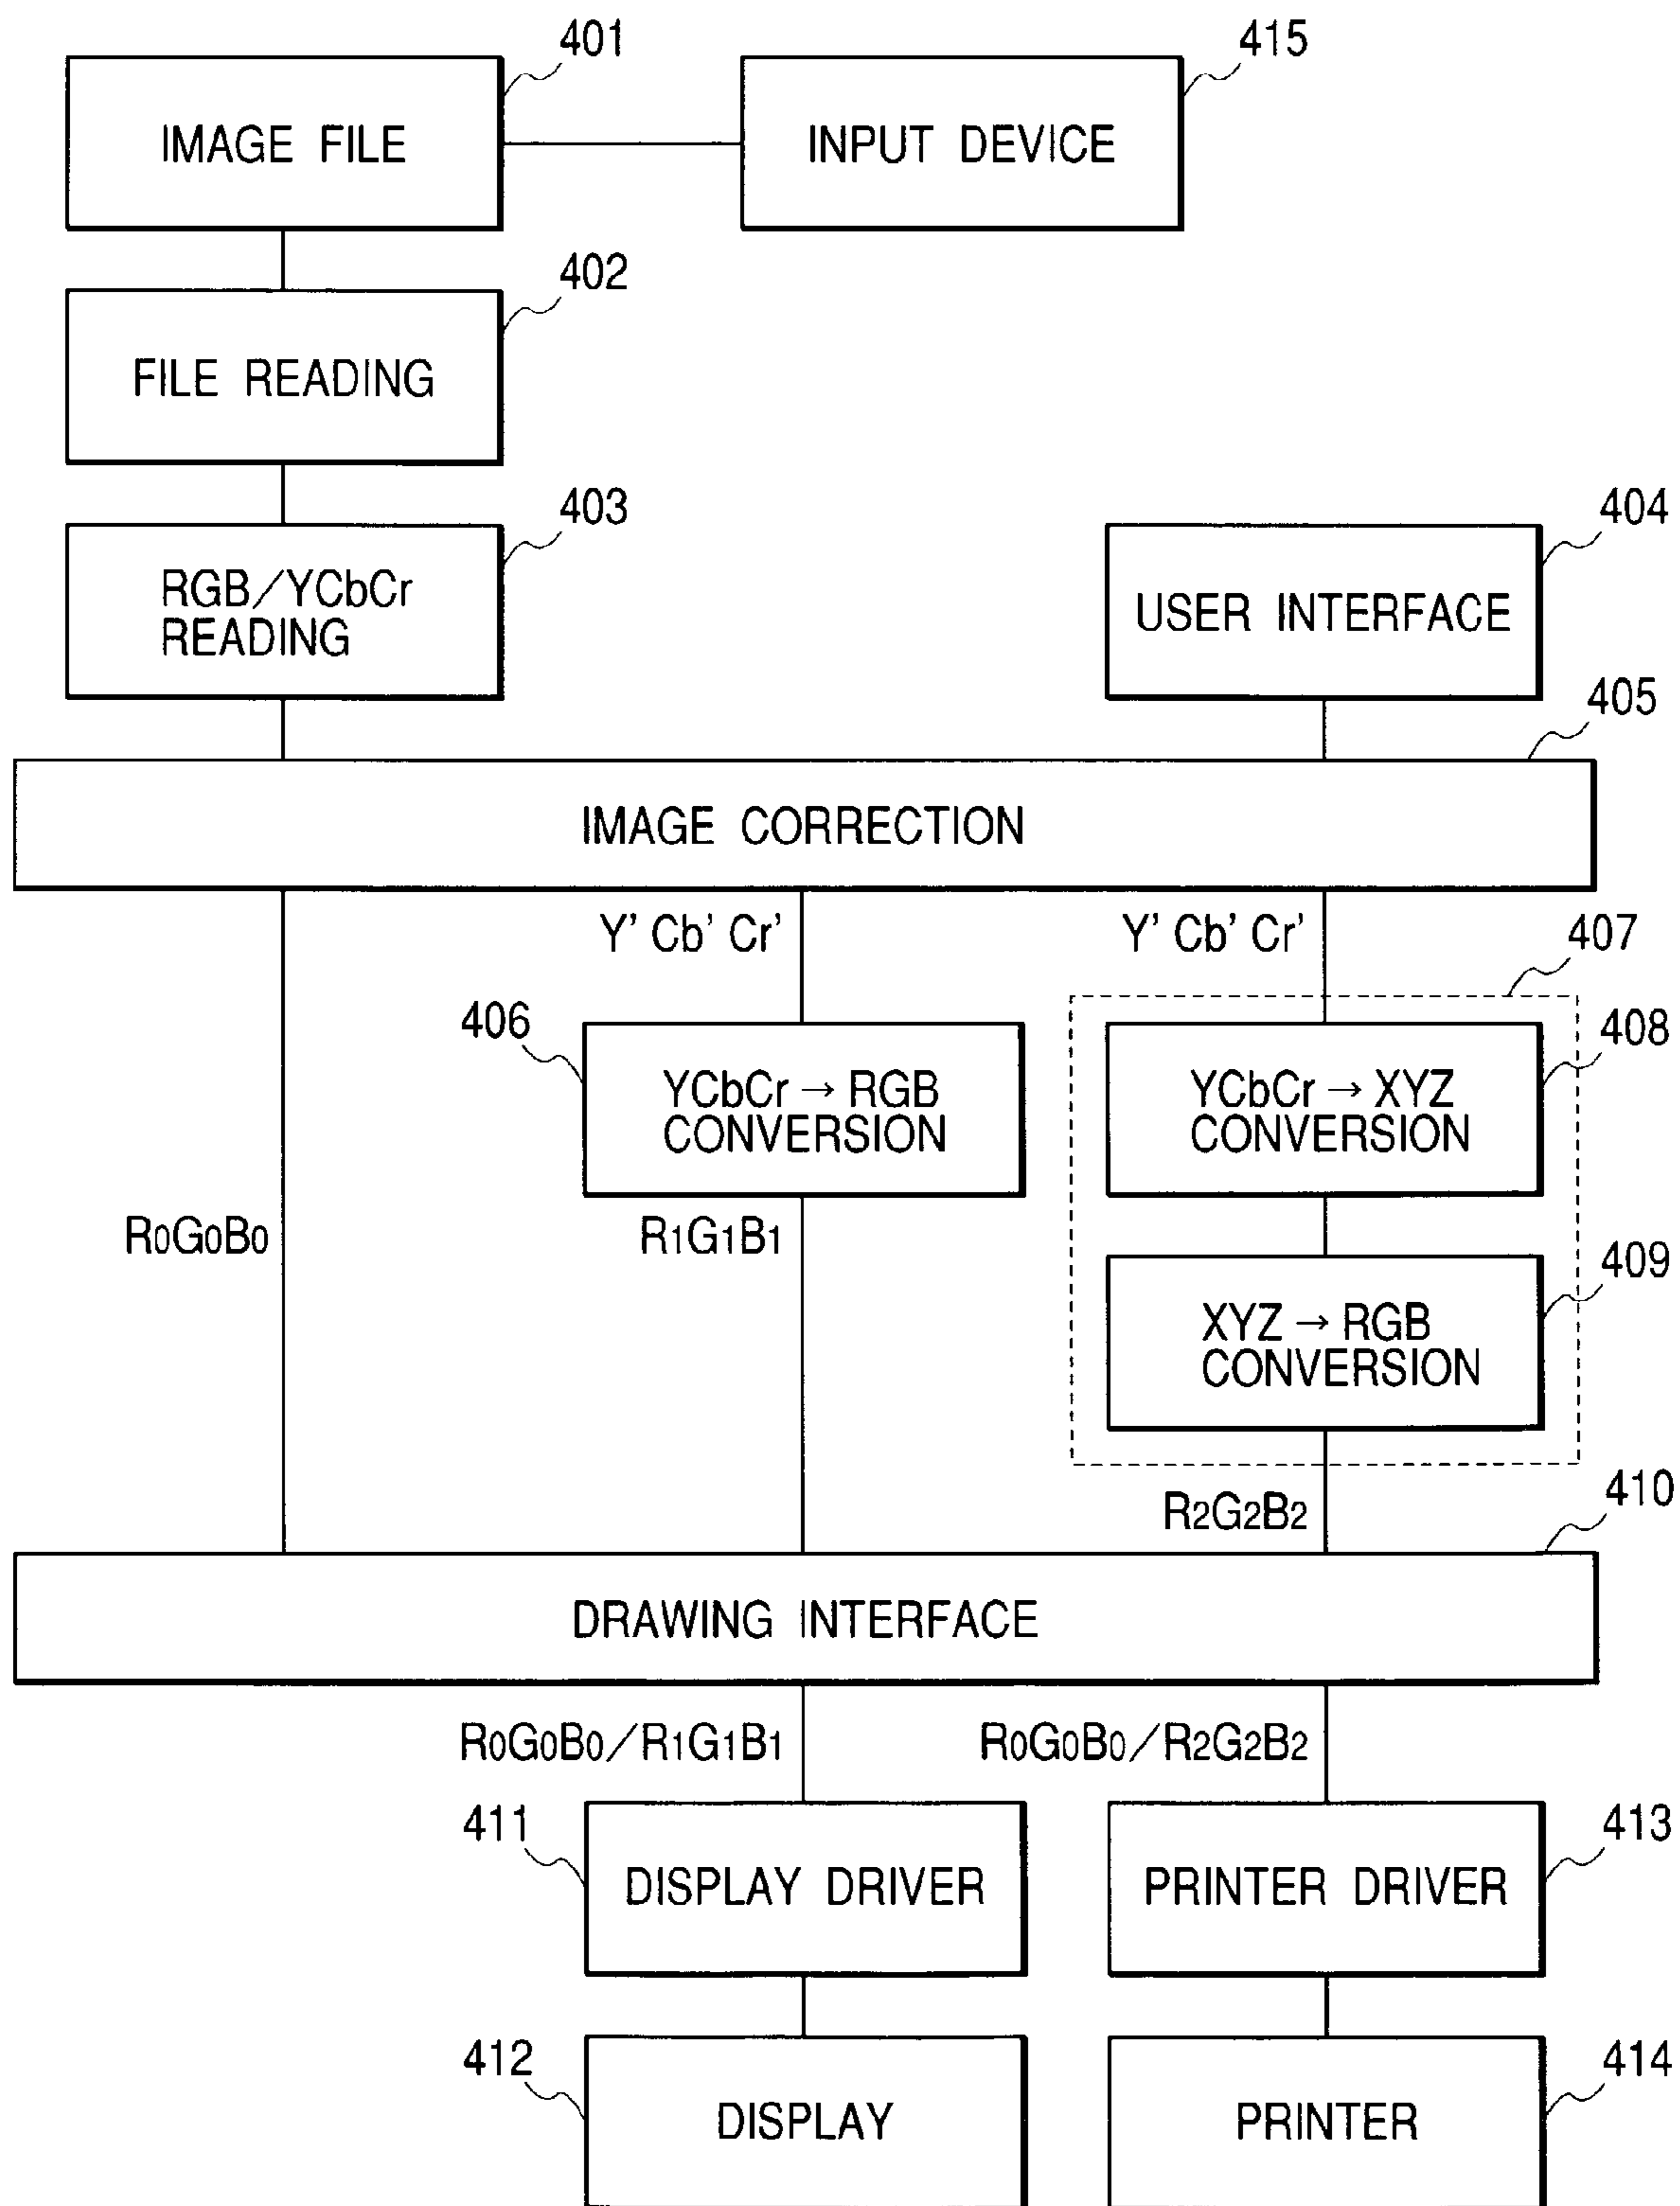 401
415
IMAGE FILE
INPUT DEVICE
402
FILE READING
403
404
RGB/YCbCr
READING
USER INTERFACE
405
IMAGE CORRECTION
Y' Cb' Cr'
Y' Cb' Cr'
407
406
408
YCbCr → RGB
CONVERSION
YCbCr → XYZ
CONVERSION
R0G0B0
R1G1B1
409
XYZ → RGB
CONVERSION
R2G2B2
410
DRAWING INTERFACE
R0G0B0/R1G1B1
R0G0B0/R2G2B2
411
413
DISPLAY DRIVER
PRINTER DRIVER
412
414
DISPLAY
PRINTER